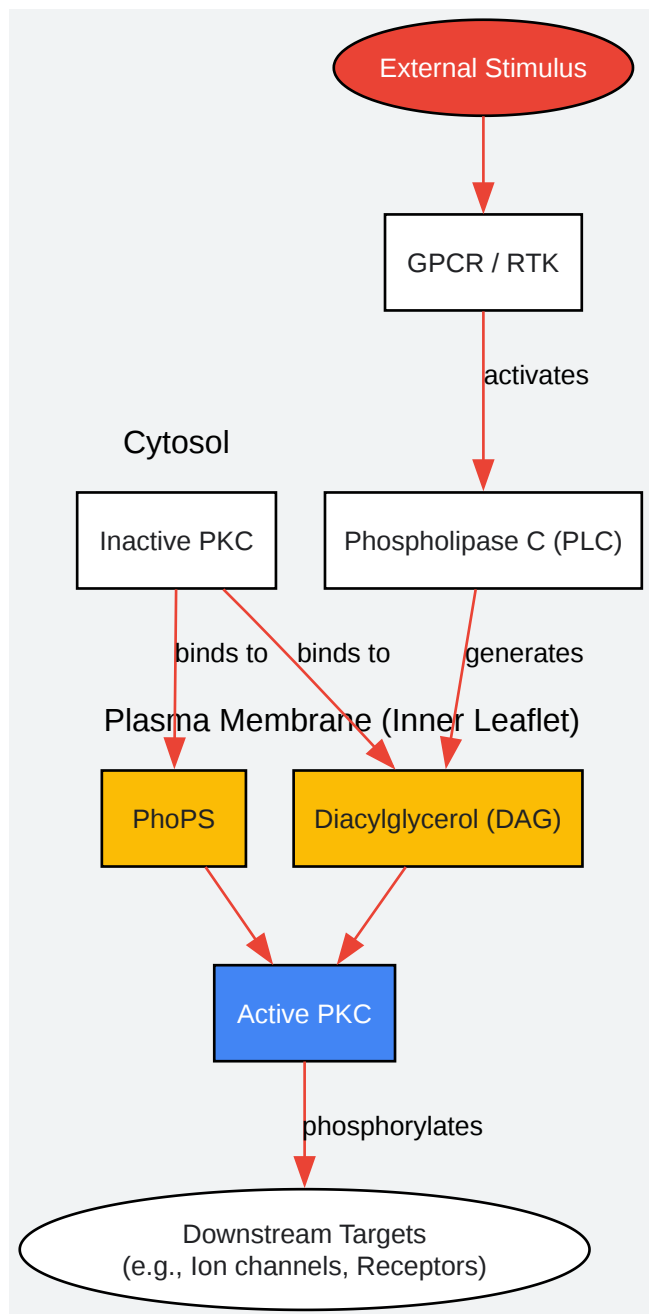 External Stimulus
GPCR / RTK
activates
Cytosol
Inactive PKC
Phospholipase C (PLC)
binds to
binds to
generates
Plasma Membrane (Inner Leaflet)
PhoPS
Diacylglycerol (DAG)
Active PKC
phosphorylates
Downstream Targets
(e.g., Ion channels, Receptors)